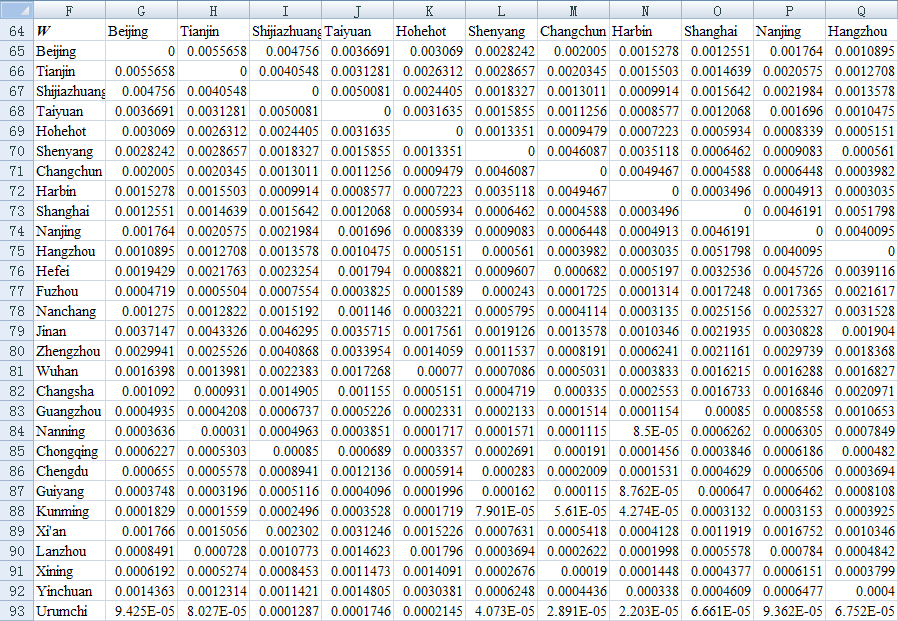 F G H I J K L M N O P Q
64 W Beijing Tianjin Shijiazhuang Taiyuan Hohehot Shenyang Changchun Harbin Shanghai Nanjing Hangzhou
65 Beijing 0 0.0055658 0.004756 0.0036691 0.003069 0.0028242 0.002005 0.0015278 0.0012551 0.001764 0.0010895
66 Tianjin 0.0055658 0 0.0040548 0.0031281 0.0026312 0.0028657 0.0020345 0.0015503 0.0014639 0.0020575 0.0012708
67 Shijiazhuang 0.004756 0.0040548 0 0.0050081 0.0024405 0.0018327 0.0013011 0.0009914 0.0015642 0.0021984 0.0013578
68 Taiyuan 0.0036691 0.0031281 0.0050081 0 0.0031635 0.0015855 0.0011256 0.0008577 0.0012068 0.001696 0.0010475
69 Hohehot 0.003069 0.0026312 0.0024405 0.0031635 0 0.0013351 0.0009479 0.0007223 0.0005934 0.0008339 0.0005151
70 Shenyang 0.0028242 0.0028657 0.0018327 0.0015855 0.0013351 0 0.0046087 0.0035118 0.0006462 0.0009083 0.000561
71 Changchun 0.002005 0.0020345 0.0013011 0.0011256 0.0009479 0.0046087 0 0.0049467 0.0004588 0.0006448 0.0003982
72 Harbin 0.0015278 0.0015503 0.0009914 0.0008577 0.0007223 0.0035118 0.0049467 0 0.0003496 0.0004913 0.0003035
73 Shanghai 0.0012551 0.0014639 0.0015642 0.0012068 0.0005934 0.0006462 0.0004588 0.0003496 0 0.0046191 0.0051798
74 Nanjing 0.001764 0.0020575 0.0021984 0.001696 0.0008339 0.0009083 0.0006448 0.0004913 0.0046191 0 0.0040095
75 Hangzhou 0.0010895 0.0012708 0.0013578 0.0010475 0.0005151 0.000561 0.0003982 0.0003035 0.0051798 0.0040095 0
76 Hefei 0.0019429 0.0021763 0.0023254 0.001794 0.0008821 0.0009607 0.000682 0.0005197 0.0032536 0.0045726 0.0039116
77 Fuzhou 0.0004719 0.0005504 0.0007554 0.0003825 0.0001589 0.000243 0.0001725 0.0001314 0.0017248 0.0017365 0.0021617
78 Nanchang 0.001275 0.0012822 0.0015192 0.001146 0.0003221 0.0005795 0.0004114 0.0003135 0.0025156 0.0025327 0.0031528
79 Jinan 0.0037147 0.0043326 0.0046295 0.0035715 0.0017561 0.0019126 0.0013578 0.0010346 0.0021935 0.0030828 0.001904
80 Zhengzhou 0.0029941 0.0025526 0.0040868 0.0033954 0.0014059 0.0011537 0.0008191 0.0006241 0.0021161 0.0029739 0.0018368
81 Wuhan 0.0016398 0.0013981 0.0022383 0.0017268 0.00077 0.0007086 0.0005031 0.0003833 0.0016215 0.0016288 0.0016827
82 Changsha 0.001092 0.000931 0.0014905 0.001155 0.0005151 0.0004719 0.000335 0.0002553 0.0016733 0.0016846 0.0020971
83 Guangzhou 0.0004935 0.0004208 0.0006737 0.0005226 0.0002331 0.0002133 0.0001514 0.0001154 0.00085 0.0008558 0.0010653
84 Nanning 0.0003636 0.00031 0.0004963 0.0003851 0.0001717 0.0001571 0.0001115 8.5E-05 0.0006262 0.0006305 0.0007849
85 Chongqing 0.0006227 0.0005303 0.00085 0.000689 0.0003357 0.0002691 0.000191 0.0001456 0.0003846 0.0006186 0.000482
86 Chengdu 0.000655 0.0005578 0.0008941 0.0012136 0.0005914 0.000283 0.0002009 0.0001531 0.0004629 0.0006506 0.0003694
87 Guiyang 0.0003748 0.0003196 0.0005116 0.0004096 0.0001996 0.000162 0.000115 8.762E-05 0.000647 0.0006462 0.0008108
88 Kunming 0.0001829 0.0001559 0.0002496 0.0003528 0.0001719 7.901E-05 5.61E-05 4.274E-05 0.0003132 0.0003153 0.0003925
89 Xi'an 0.001766 0.0015056 0.002302 0.0031246 0.0015226 0.0007631 0.0005418 0.0004128 0.0011919 0.0016752 0.0010346
90 Lanzhou 0.0008491 0.000728 0.0010773 0.0014623 0.001796 0.0003694 0.0002622 0.0001998 0.0005578 0.000784 0.0004842
91 Xining 0.0006192 0.0005274 0.0008453 0.0011473 0.0014091 0.0002676 0.00019 0.0001448 0.0004377 0.0006151 0.0003799
92 Yinchuan 0.0014363 0.0012314 0.0011421 0.0014805 0.0030381 0.0006248 0.0004436 0.000338 0.0004609 0.0006477 0.0004
93 Urumchi 9.425E-05 8.027E-05 0.0001287 0.0001746 0.0002145 4.073E-05 2.891E-05 2.203E-05 6.661E-05 9.362E-05 6.752E-05